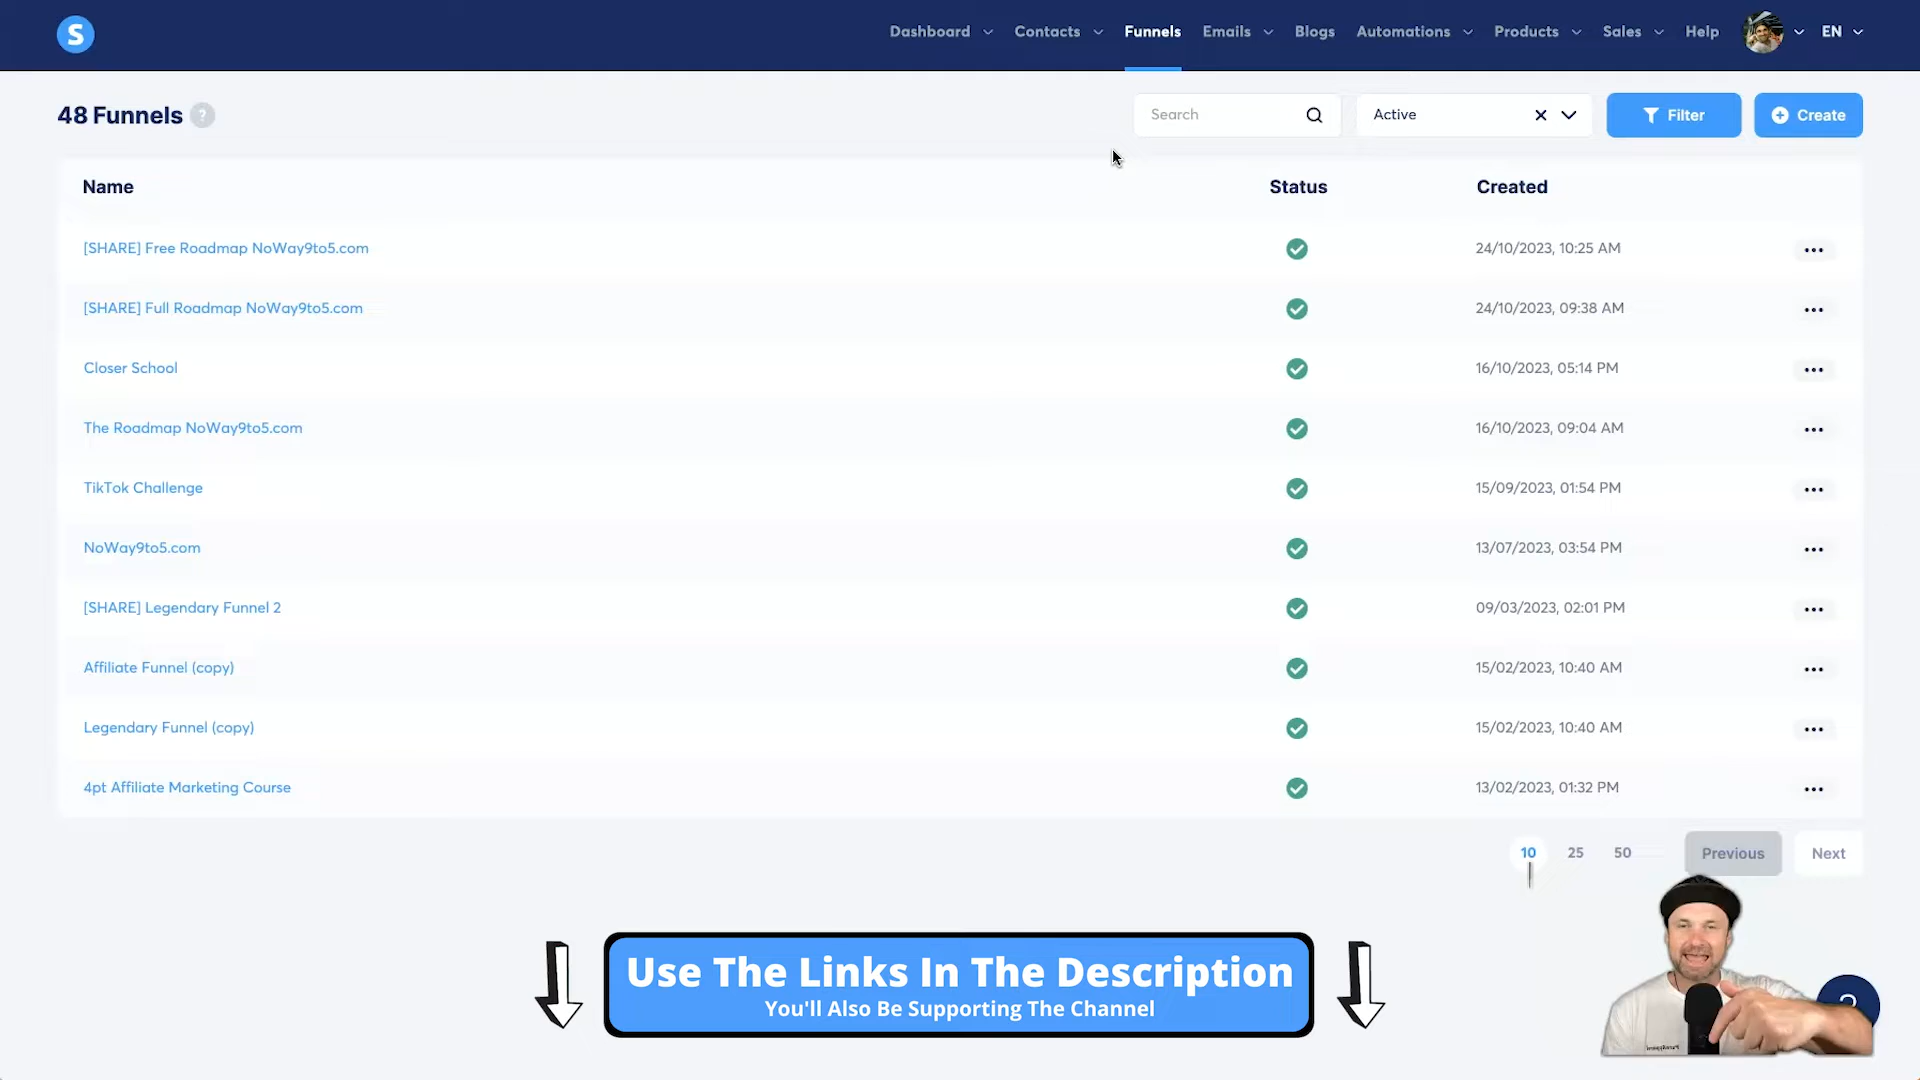 S
Dashboard
Contacts
Funnels
Emails
Blogs
Automations
Products
Sales
Help
EN
48 Funnels ?
Search
Active
Filter
Create
Name
Status
Created
[SHARE] Free Roadmap NoWay9to5.com
24/10/2023, 10:25 AM
[SHARE] Full Roadmap NoWay9to5.com
24/10/2023, 09:38 AM
Closer School
16/10/2023, 05:14 PM
The Roadmap NoWay9to5.com
16/10/2023, 09:04 AM
TikTok Challenge
15/09/2023, 01:54 PM
NoWay9to5.com
13/07/2023, 03:54 PM
[SHARE] Legendary Funnel 2
09/03/2023, 02:01 PM
Affiliate Funnel (copy)
15/02/2023, 10:40 AM
Legendary Funnel (copy)
15/02/2023, 10:40 AM
4pt Affiliate Marketing Course
13/02/2023, 01:32 PM
10
25
50
Previous
Next
Use The Links In The Description
You'll Also Be Supporting The Channel
?